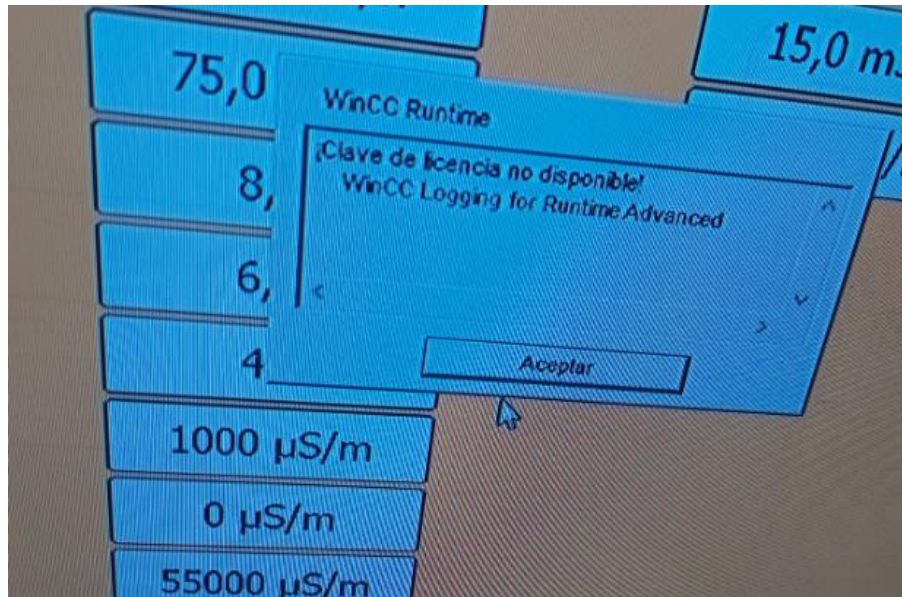 75,0
15,0
WinCC Runtime
¡Clave de licencia no disponible!
WinCC Logging for Runtime Advanced
8,
6,
4
Aceptar
1000 µS/m
0 µS/m
55000 µS/m